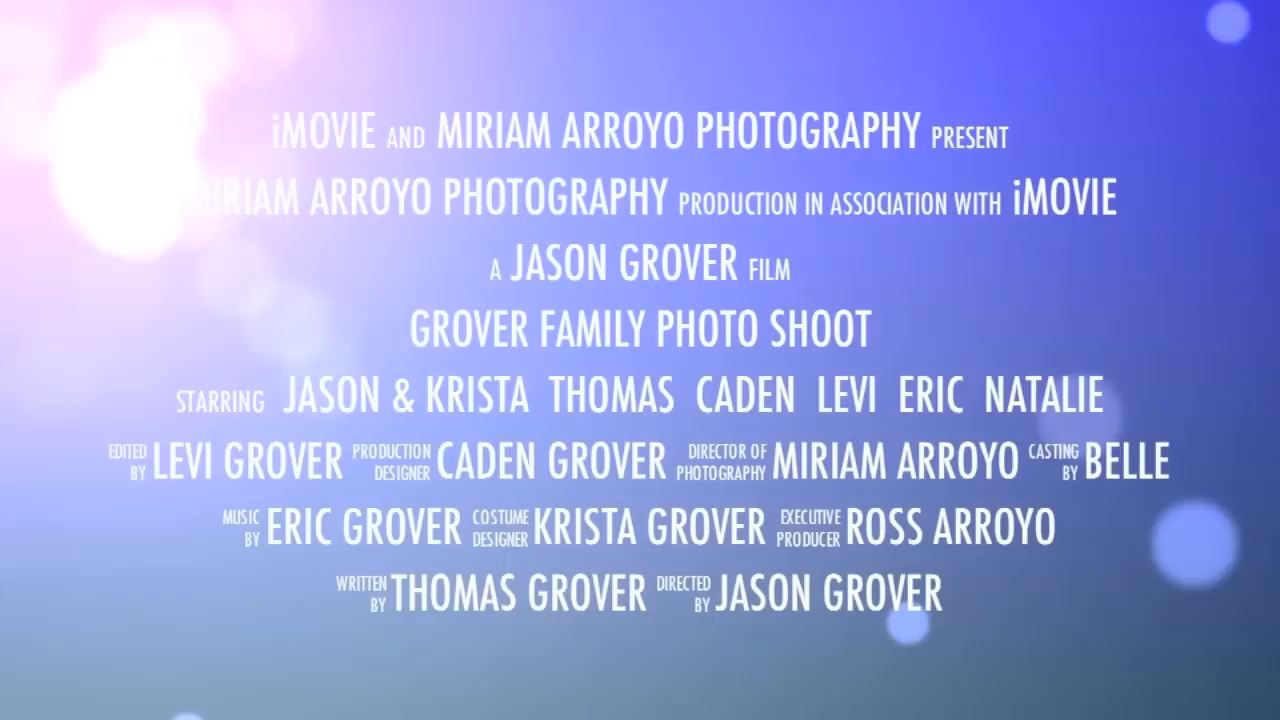 iMOVIE AND MIRIAM ARROYO PHOTOGRAPHY PRESENT
MIRIAM ARROYO PHOTOGRAPHY PRODUCTION IN ASSOCIATION WITH iMOVIE
A JASON GROVER FILM
GROVER FAMILY PHOTO SHOOT
STARRING JASON & KRISTA THOMAS CADEN LEVI ERIC NATALIE
EDITED BY LEVI GROVER PRODUCTION DESIGNER CADEN GROVER DIRECTOR OF PHOTOGRAPHY MIRIAM ARROYO CASTING BY BELLE
MUSIC BY ERIC GROVER COSTUME DESIGNER KRISTA GROVER EXECUTIVE PRODUCER ROSS ARROYO
WRITTEN BY THOMAS GROVER DIRECTED BY JASON GROVER